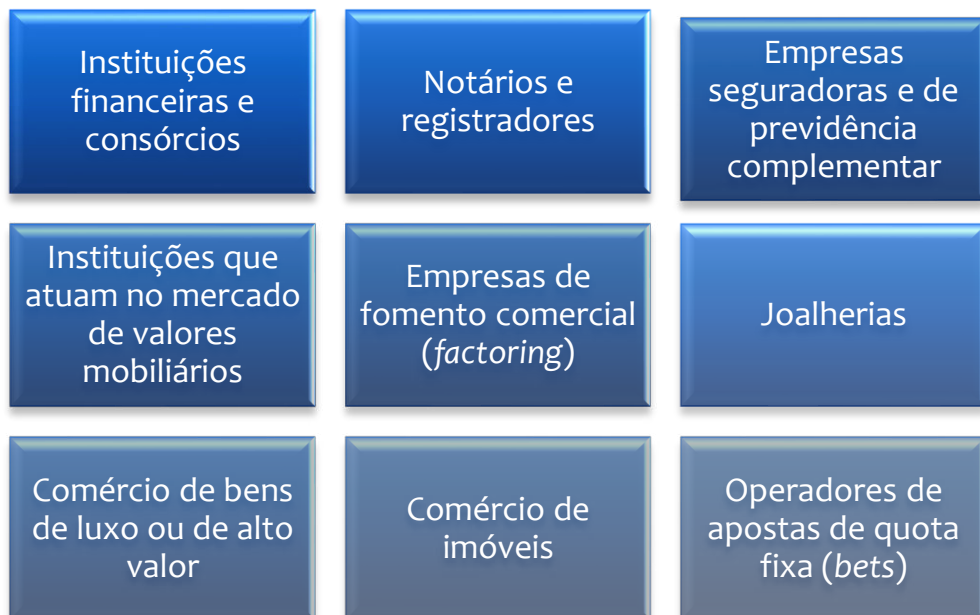 Instituições
financeiras e
consórcios
Notários e
registradores
Empresas
seguradoras e de
previdência
complementar
Instituições que
atuam no mercado
de valores
mobiliários
Empresas de
fomento comercial
(factoring)
Joalherias
Comércio de bens
de luxo ou de alto
valor
Comércio de
imóveis
Operadores de
apostas de quota
fixa (bets)